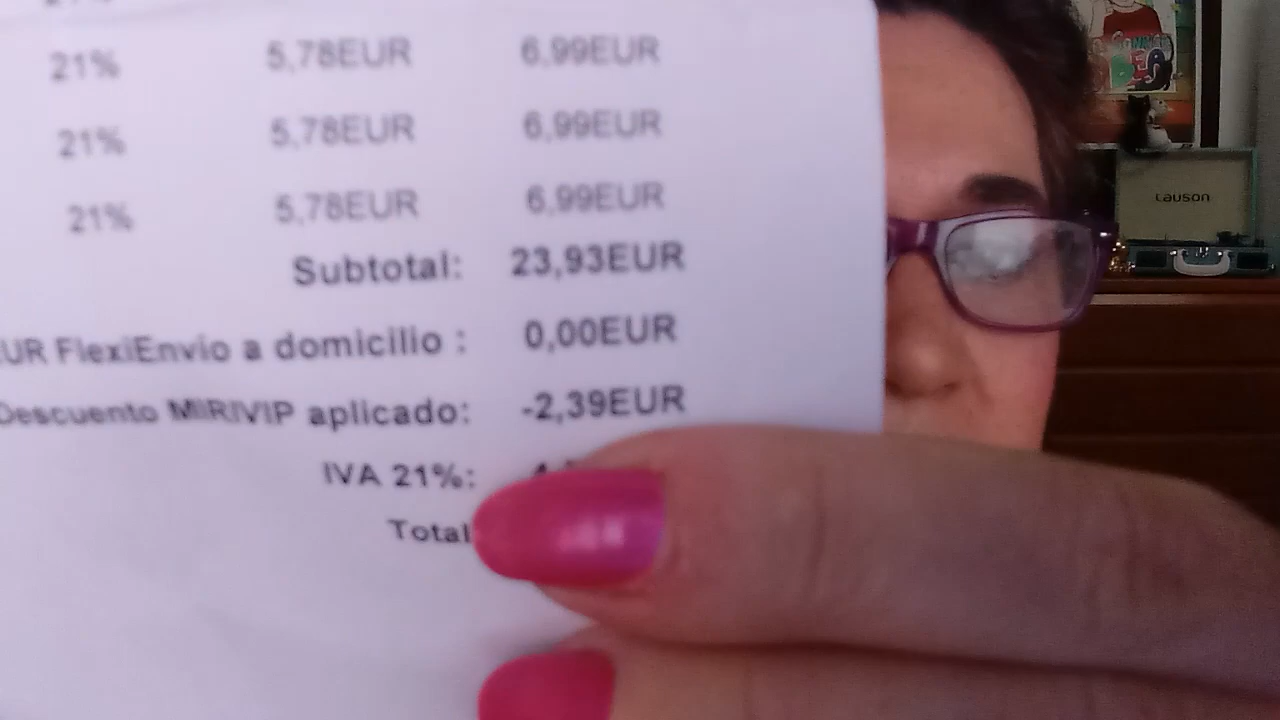 21% 5,78EUR 6,99EUR
21% 5,78EUR 6,99EUR
21% 5,78EUR 6,99EUR
Subtotal: 23,93EUR
EUR FlexiEnvio a domicilio : 0,00EUR
Descuento MIRIVIP aplicado: -2,39EUR
IVA 21%:
Total
Lauson